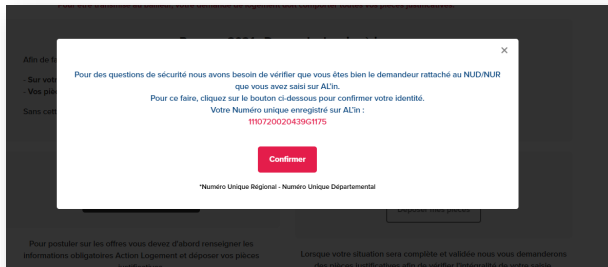 ×
Afin de f
Pour des questions de sécurité nous avons besoin de vérifier que vous êtes bien le demandeur rattaché au NUD/NUR
que vous avez saisi sur AL'in.
- Sur votr
Pour ce faire, cliquez sur le bouton ci-dessous pour confirmer votre identité.
- Vos piè
Votre Numéro unique enregistré sur AL'in :
Sans cett
1110720020439G1175
Confirmer
*Numéro Unique Régional - Numéro Unique Départemental
Déposer mes pièces
Pour postuler sur les offres vous devez d'abord renseigner les
informations obligatoires Action Logement et déposer vos pièces
justificatives
Lorsque votre situation sera complète et validée nous vous demanderons
des pièces justificatives afin de vérifier l'intégralité de votre saisie